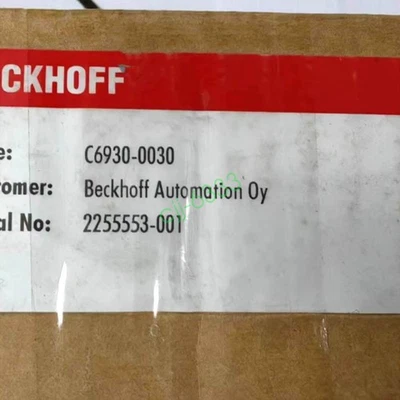 CKHOFF
e: C6930-0030
tomer: Beckhoff Automation Oy
al No: 2255553-001